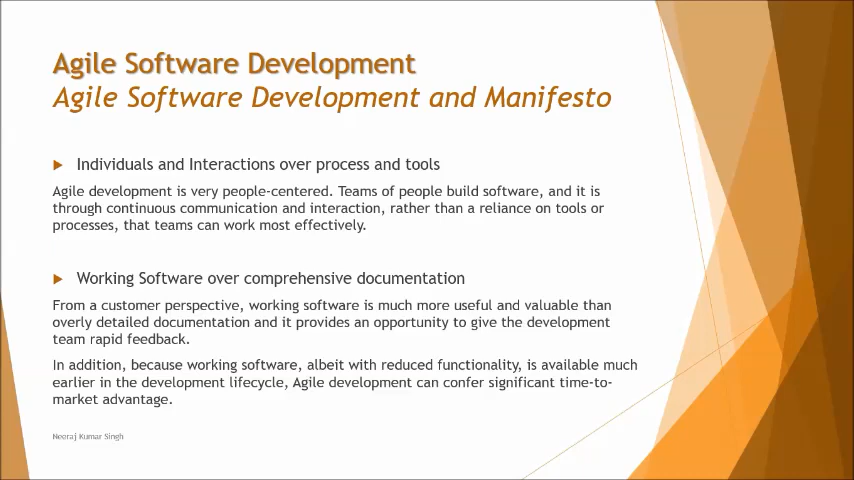 Agile Software Development
Agile Software Development and Manifesto
Individuals and Interactions over process and tools
Agile development is very people-centered. Teams of people build software, and it is
through continuous communication and interaction, rather than a reliance on tools or
processes, that teams can work most effectively.
Working Software over comprehensive documentation
From a customer perspective, working software is much more useful and valuable than
overly detailed documentation and it provides an opportunity to give the development
team rapid feedback.
In addition, because working software, albeit with reduced functionality, is available much
earlier in the development lifecycle, Agile development can confer significant time-to-
market advantage.
Neeraj Kumar Singh